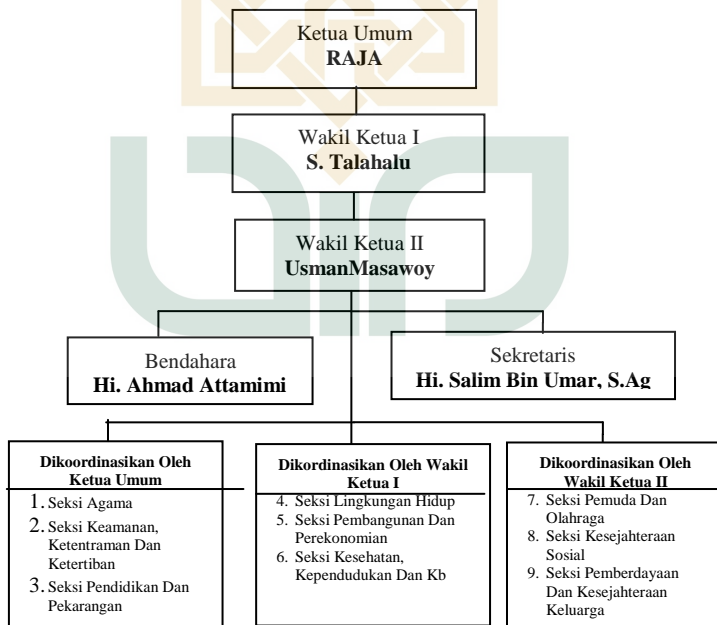 Ketua Umum
RAJA
Wakil Ketua I
S. Talahalu
Wakil Ketua II
UsmanMasawoy
Bendahara
Hi. Ahmad Attamimi
Sekretaris
Hi. Salim Bin Umar, S.Ag
Dikoordinasikan Oleh
Ketua Umum
1. Seksi Agama
2. Seksi Keamanan,
Ketentraman Dan
Ketertiban
3. Seksi Pendidikan Dan
Pekarangan
Dikordinasikan Oleh Wakil
Ketua I
4. Seksi Lingkungan Hidup
5. Seksi Pembangunan Dan
Perekonomian
6. Seksi Kesehatan,
Kependudukan Dan Kb
Dikoordinasikan Oleh
Wakil Ketua II
7. Seksi Pemuda Dan
Olahraga
8. Seksi Kesejahteraan
Sosial
9. Seksi Pemberdayaan
Dan Kesejahteraan
Keluarga